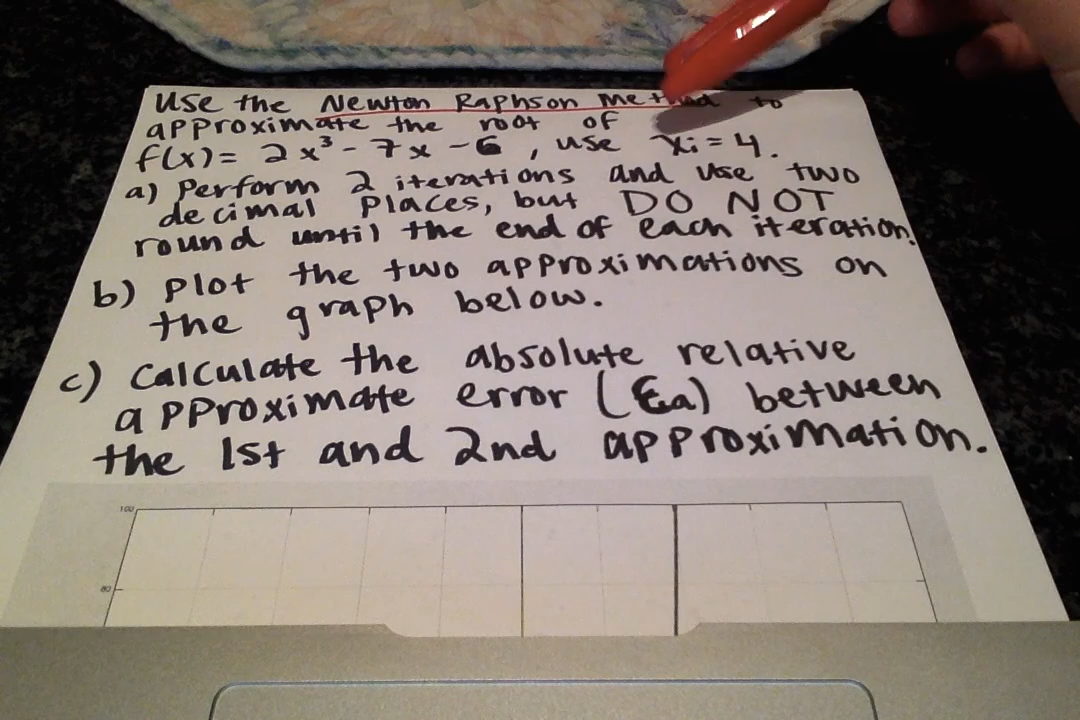 Use the Newton Raphson Method to
approximate the root of
f(x) = 2x³ - 7x - 6 , use xi = 4.
a) Perform 2 iterations and use two
decimal places, but DO NOT
round until the end of each iteration.
b) Plot the two approximations on
the graph below.
c) Calculate the absolute relative
approximate error (Ea) between
the 1st and 2nd approximation.
100
80